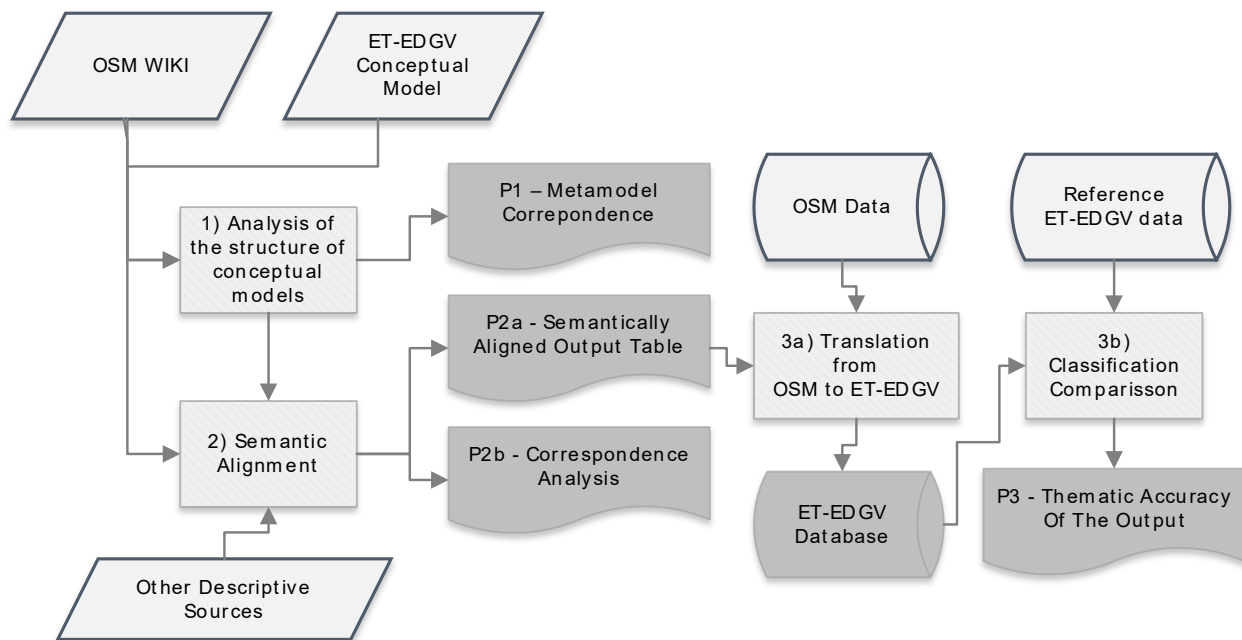 OSM WIKI
ET-EDGV
Conceptual
Model
1) Analysis of
the structure of
conceptual
models
P1 – Metamodel
Correpondence
OSM Data
Reference
ET-EDGV data
P2a - Semantically
Aligned Output Table
3a) Translation
from
OSM to ET-EDGV
3b)
Classification
Comparisson
2) Semantic
Alignment
P2b - Correspondence
Analysis
ET-EDGV
Database
P3 - Thematic Accuracy
Of The Output
Other Descriptive
Sources